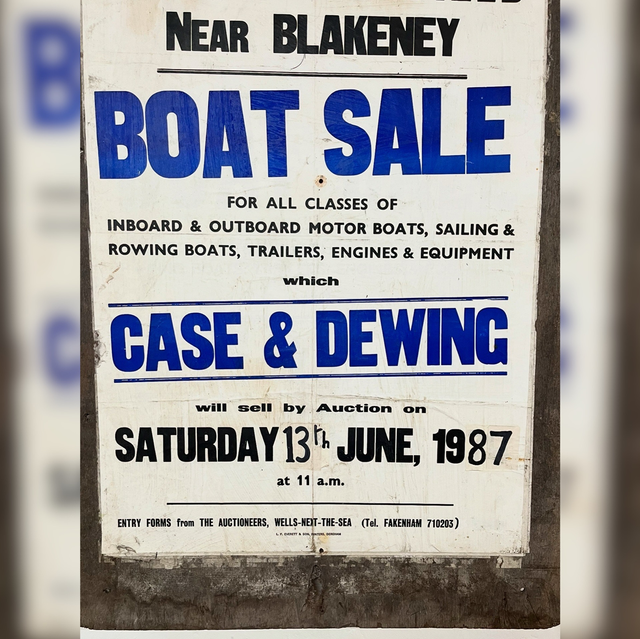 NEAR BLAKENEY
BOAT SALE
FOR ALL CLASSES OF
INBOARD & OUTBOARD MOTOR BOATS, SAILING &
ROWING BOATS, TRAILERS, ENGINES & EQUIPMENT
which
CASE & DEWING
will sell by Auction on
SATURDAY 13th JUNE, 1987
at 11 a.m.
ENTRY FORMS from THE AUCTIONEERS, WELLS-NEXT-THE-SEA (Tel. FAKENHAM 710203)